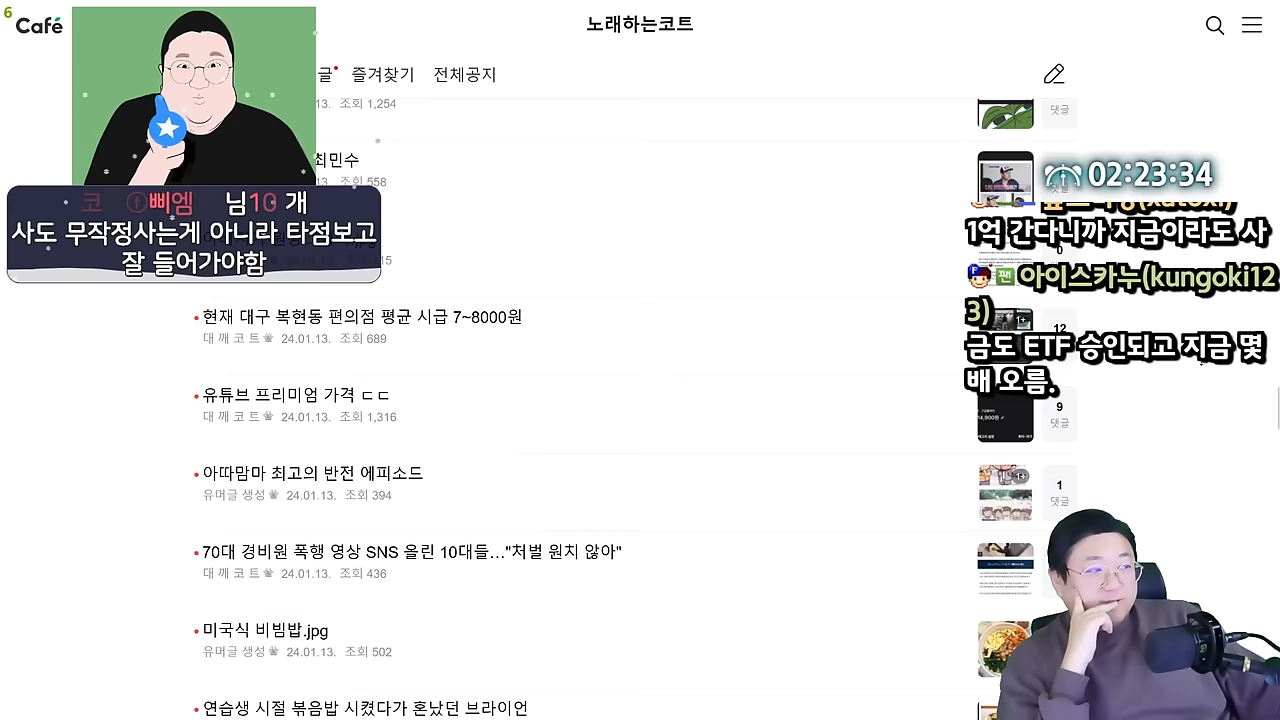 6
Café
노래하는코트
글 즐겨찾기 전체공지
13. 조회 1,254
댓글
최민수
13. 조회 558
02:23:34
코 ⓕ삐엠 님10 개
사도 무작정사는게 아니라 타점보고
잘 들어가야함
1억 간다니까 지금이라도 사
F 팬 아이스카누(kungoki12
3)
금도 ETF 승인되고 지금 몇
배 오름.
현재 대구 복현동 편의점 평균 시급 7~8000원
대 깨 코 트 24.01.13. 조회 689
12
유튜브 프리미엄 가격 ㄷㄷ
대 깨 코 트 24.01.13. 조회 1,316
9
댓글
아따맘마 최고의 반전 에피소드
유머글 생성 24.01.13. 조회 394
1
댓글
70대 경비원 폭행 영상 SNS 올린 10대들…"처벌 원치 않아"
대 깨 코 트 24.01.13. 조회 436
미국식 비빔밥.jpg
유머글 생성 24.01.13. 조회 502
연습생 시절 볶음밥 시켰다가 혼났던 브라이언